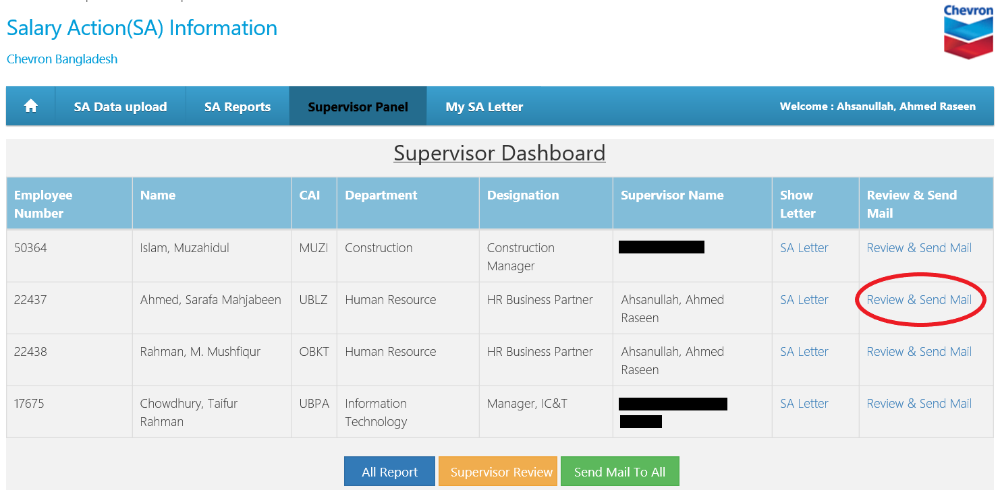 Salary Action(SA) Information
Chevron
Chevron Bangladesh
SA Data upload SA Reports Supervisor Panel My SA Letter Welcome : Ahsanullah, Ahmed Raseen
Supervisor Dashboard
Employee Number Name CAI Department Designation Supervisor Name Show Letter Review & Send Mail
50364 Islam, Muzahidul MUZI Construction Construction Manager SA Letter Review & Send Mail
22437 Ahmed, Sarafa Mahjabeen UBLZ Human Resource HR Business Partner Ahsanullah, Ahmed Raseen SA Letter Review & Send Mail
22438 Rahman, M. Mushfiqur OBKT Human Resource HR Business Partner Ahsanullah, Ahmed Raseen SA Letter Review & Send Mail
17675 Chowdhury, Taifur Rahman UBPA Information Technology Manager, IC&T SA Letter Review & Send Mail
All Report Supervisor Review Send Mail To All